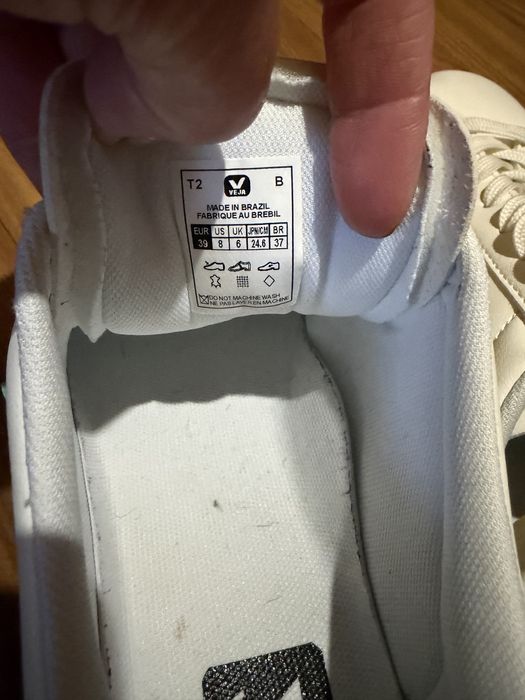 T2 V B
VEJA
MADE IN BRAZIL
FABRIQUE AU BREBIL
EUR US UK JPN/CM BR
39 8 6 24.6 37
DO NOT MACHINE WASH
NE PAS LAVER EN MACHINE